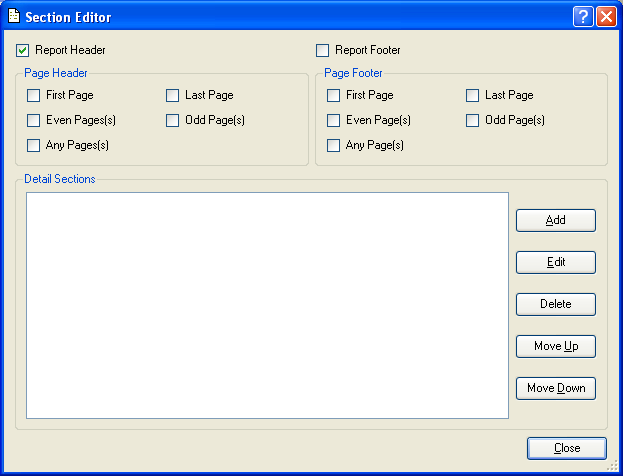 Section Editor
Report Header
Report Footer
Page Header
Page Footer
First Page
Last Page
First Page
Last Page
Even Pages(s)
Odd Page(s)
Even Page(s)
Odd Page(s)
Any Pages(s)
Any Page(s)
Detail Sections
Add
Edit
Delete
Move Up
Move Down
Close